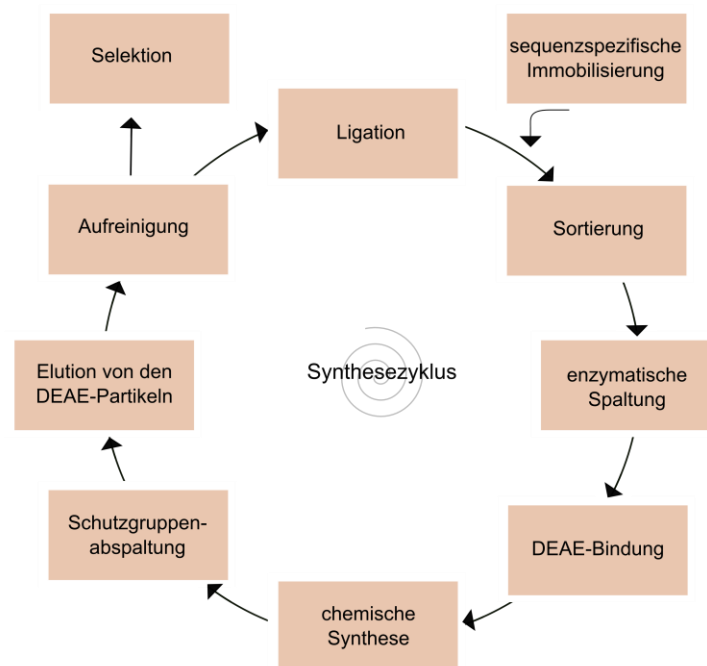 Selektion
sequenzspezifische
Immobilisierung
Ligation
Aufreinigung
Sortierung
Elution von den
DEAE-Partikeln
Synthesezyklus
enzymatische
Spaltung
Schutzgruppen-
abspaltung
DEAE-Bindung
chemische
Synthese